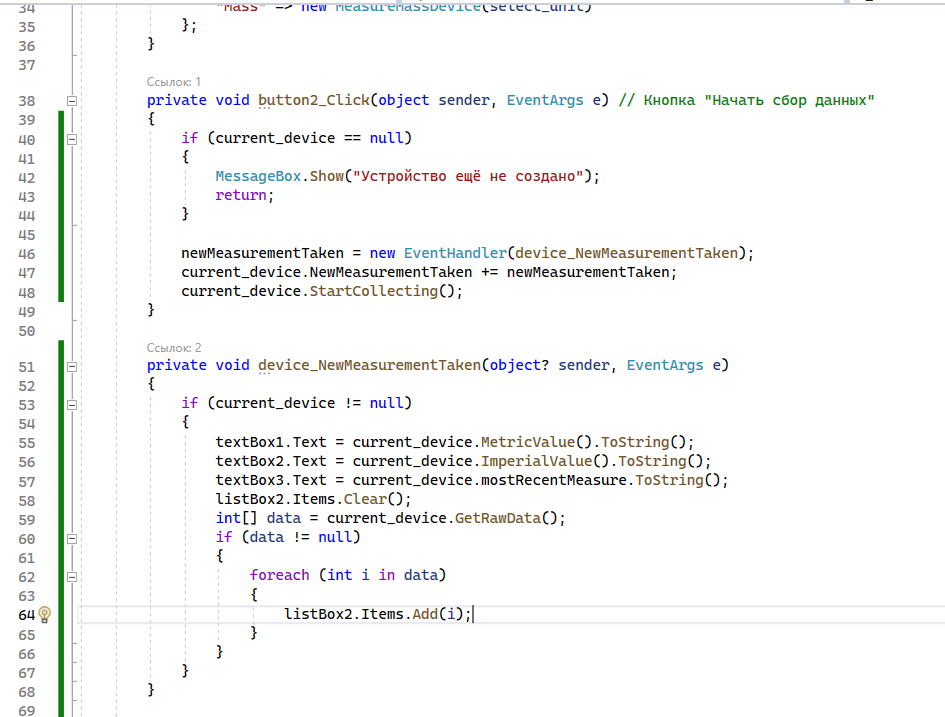 34 "Mass" => new MeasureMassDevice(select_unit)
35 };
36 }
37
Ссылок: 1
38 private void button2_Click(object sender, EventArgs e) // Кнопка "Начать сбор данных"
39 {
40 if (current_device == null)
41 {
42 MessageBox.Show("Устройство ещё не создано");
43 return;
44 }
45
46 newMeasurementTaken = new EventHandler(device_NewMeasurementTaken);
47 current_device.NewMeasurementTaken += newMeasurementTaken;
48 current_device.StartCollecting();
49 }
50
Ссылок: 2
51 private void device_NewMeasurementTaken(object? sender, EventArgs e)
52 {
53 if (current_device != null)
54 {
55 textBox1.Text = current_device.MetricValue().ToString();
56 textBox2.Text = current_device.ImperialValue().ToString();
57 textBox3.Text = current_device.mostRecentMeasure.ToString();
58 listBox2.Items.Clear();
59 int[] data = current_device.GetRawData();
60 if (data != null)
61 {
62 foreach (int i in data)
63 {
64 listBox2.Items.Add(i);
65 }
66 }
67 }
68 }
69